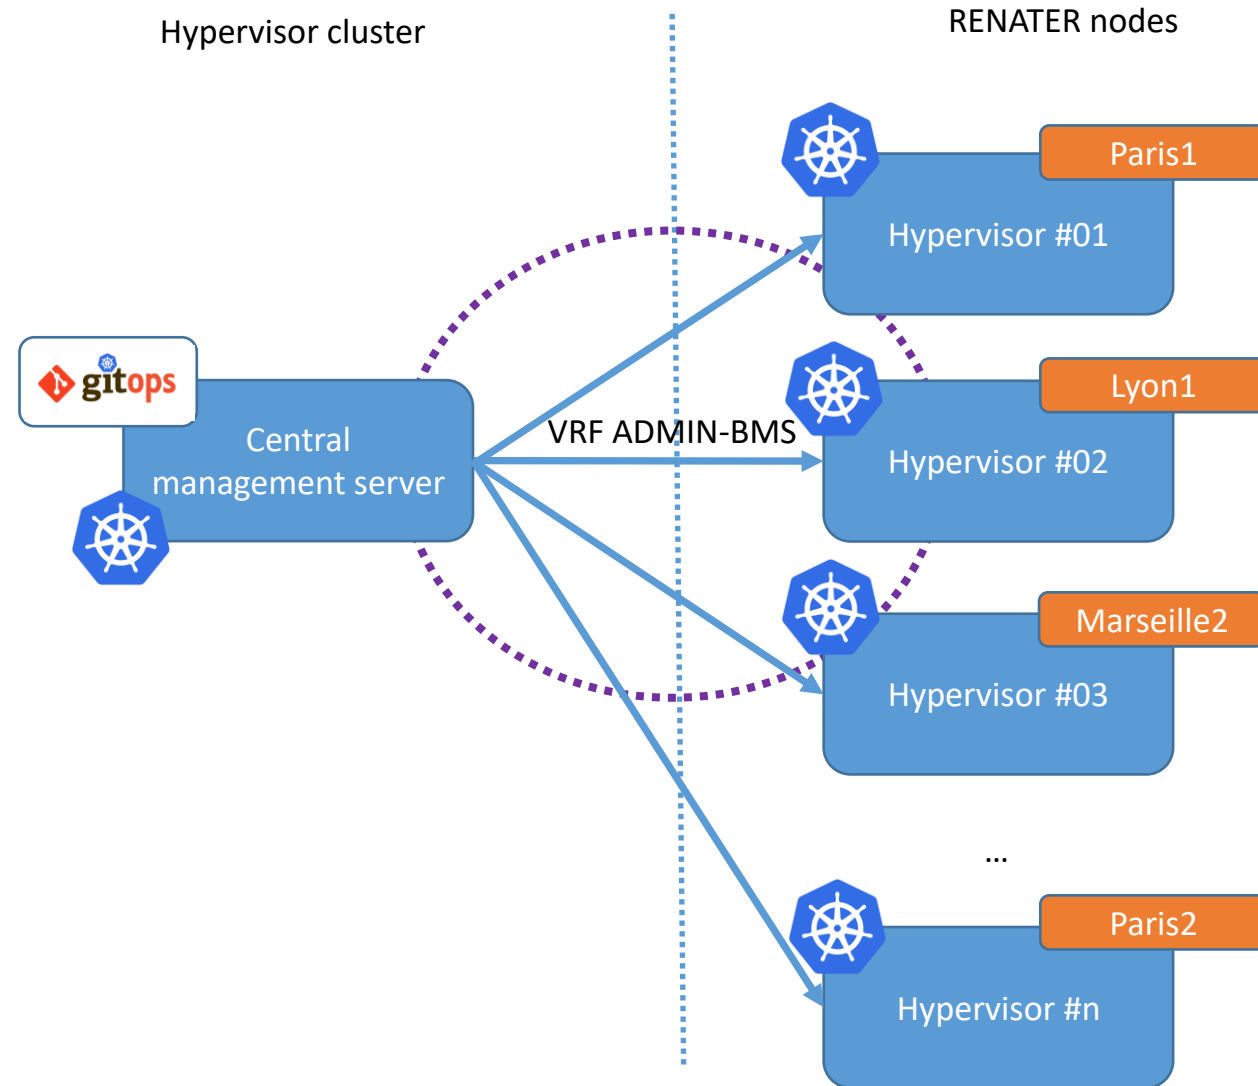 Hypervisor cluster
RENATER nodes
Paris1
Hypervisor #01
gitops
Central
management server
VRF ADMIN-BMS
Lyon1
Hypervisor #02
Marseille2
Hypervisor #03
...
Paris2
Hypervisor #n